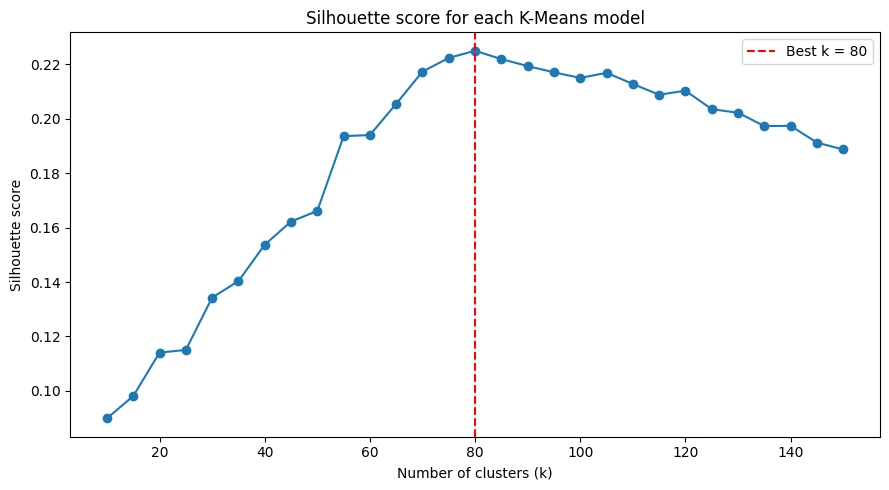 Silhouette score for each K-Means model
Best k = 80
Silhouette score
0.22
0.20
0.18
0.16
0.14
0.12
0.10
20 40 60 80 100 120 140
Number of clusters (k)